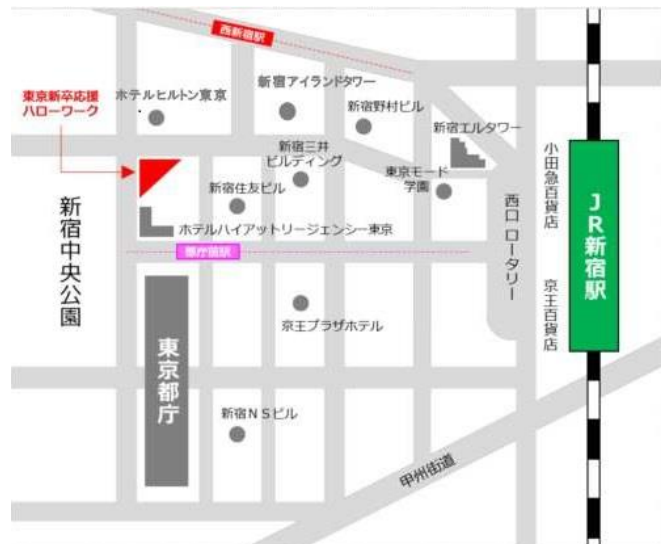 西新宿駅
東京新卒応援
ハローワーク
ホテルヒルトン東京
新宿アイランドタワー
新宿野村ビル
新宿エルタワー
新宿三井
ビルディング
東京モード
学園
新宿住友ビル
ホテルハイアットリージェンシー東京
都庁前駅
新宿中央公園
西口 ロータリー
小田急百貨店
京王百貨店
JR新宿駅
京王プラザホテル
東京都庁
新宿NSビル
甲州街道